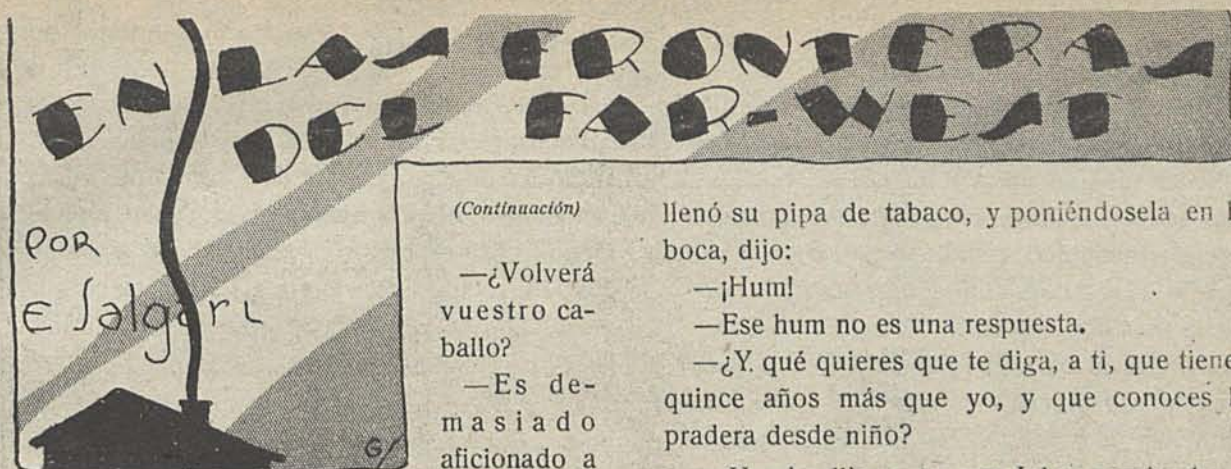 EN LAS FRONTERAS
DEL FAR-WEST
POR
E Salgari
G/
(Continuación)
—¿Volverá
vuestro ca-
ballo?
—Es de-
masiado
aficionado a
llenó su pipa de tabaco, y poniéndosela en
boca, dijo:
—¡Hum!
—Ese hum no es una respuesta.
—¿Y. qué quieres que te diga, a ti, que tiene
quince años más que yo, y que conoces
pradera desde niño?